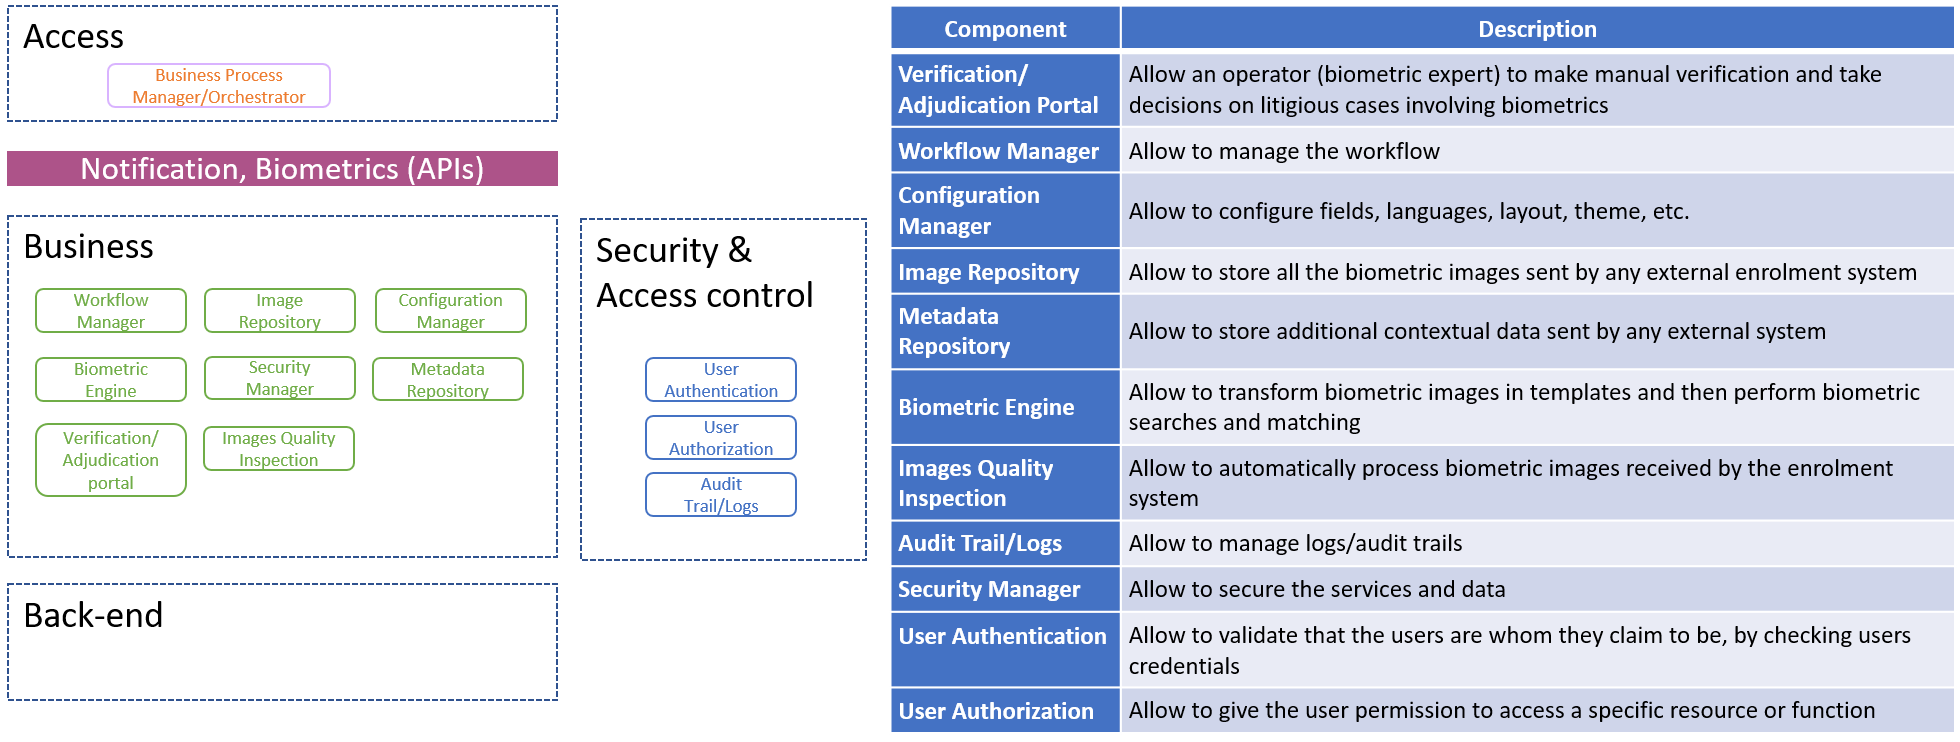 Access
Business Process
Manager/Orchestrator
Notification, Biometrics (APIs)
Business
Workflow
Manager
Image
Repository
Configuration
Manager
Biometric
Engine
Security
Manager
Metadata
Repository
Verification/
Adjudication
portal
Images Quality
Inspection
Back-end
Security &
Access control
User
Authentication
User
Authorization
Audit
Trail/Logs
Component
Description
Verification/
Adjudication Portal
Allow an operator (biometric expert) to make manual verification and take
decisions on litigious cases involving biometrics
Workflow Manager
Allow to manage the workflow
Configuration
Manager
Allow to configure fields, languages, layout, theme, etc.
Image Repository
Allow to store all the biometric images sent by any external enrolment system
Metadata
Repository
Allow to store additional contextual data sent by any external system
Biometric Engine
Allow to transform biometric images in templates and then perform biometric
searches and matching
Images Quality
Inspection
Allow to automatically process biometric images received by the enrolment
system
Audit Trail/Logs
Allow to manage logs/audit trails
Security Manager
Allow to secure the services and data
User Authentication
Allow to validate that the users are whom they claim to be, by checking users
credentials
User Authorization
Allow to give the user permission to access a specific resource or function